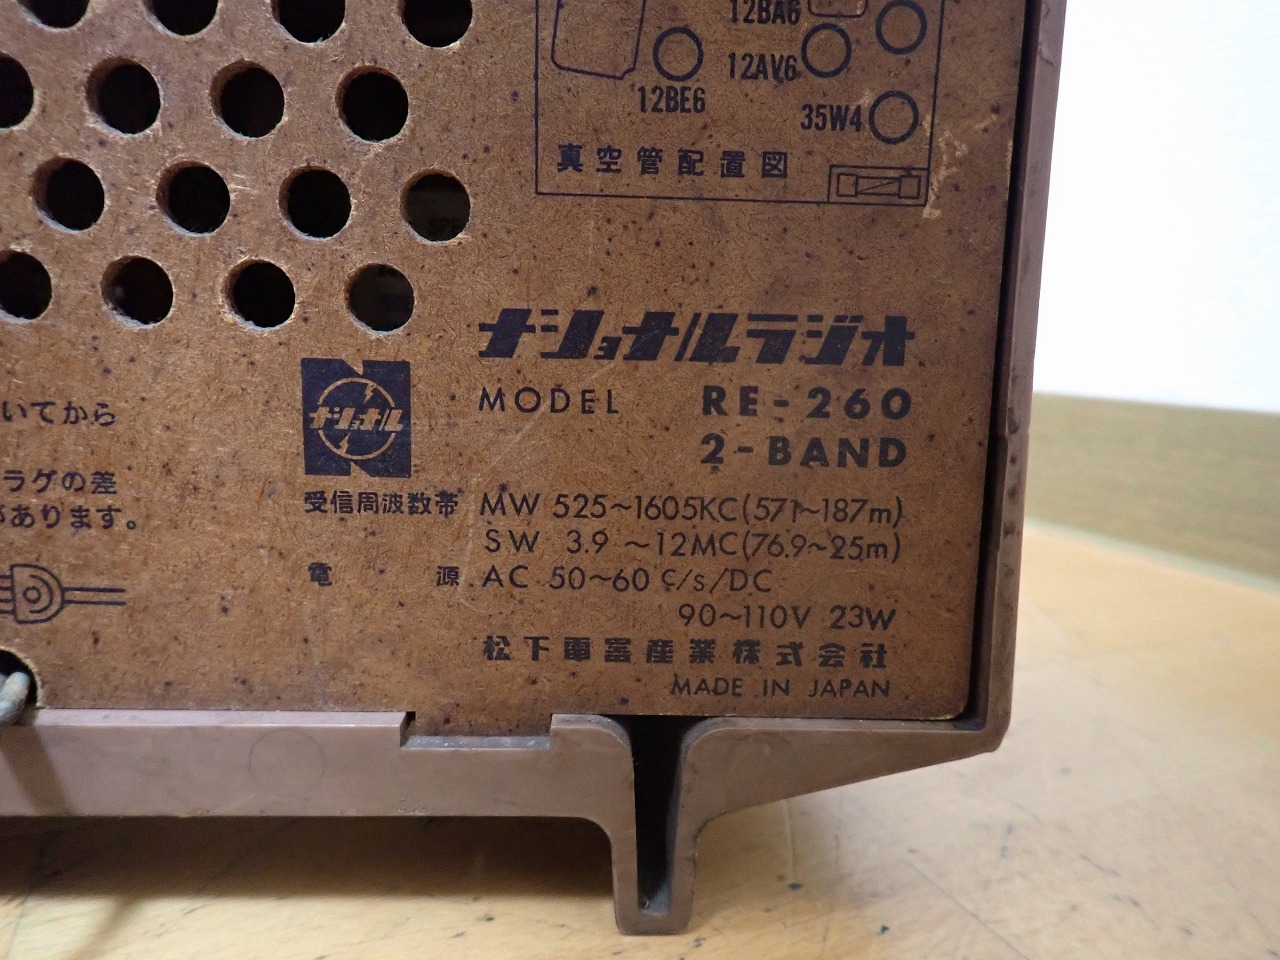 12BA6
12AV6
12BE6
35W4
真空管配置図
ナショナルラジオ
ナショナル
MODEL RE-260
2-BAND
いてから
ラグの差
があります。
受信周波数帯 MW 525~1605KC(571~187m)
SW 3.9 ~12MC(76.9~25m)
電源 AC 50~60 c/s/DC
90~110V 23W
松下電器産業株式会社
MADE IN JAPAN